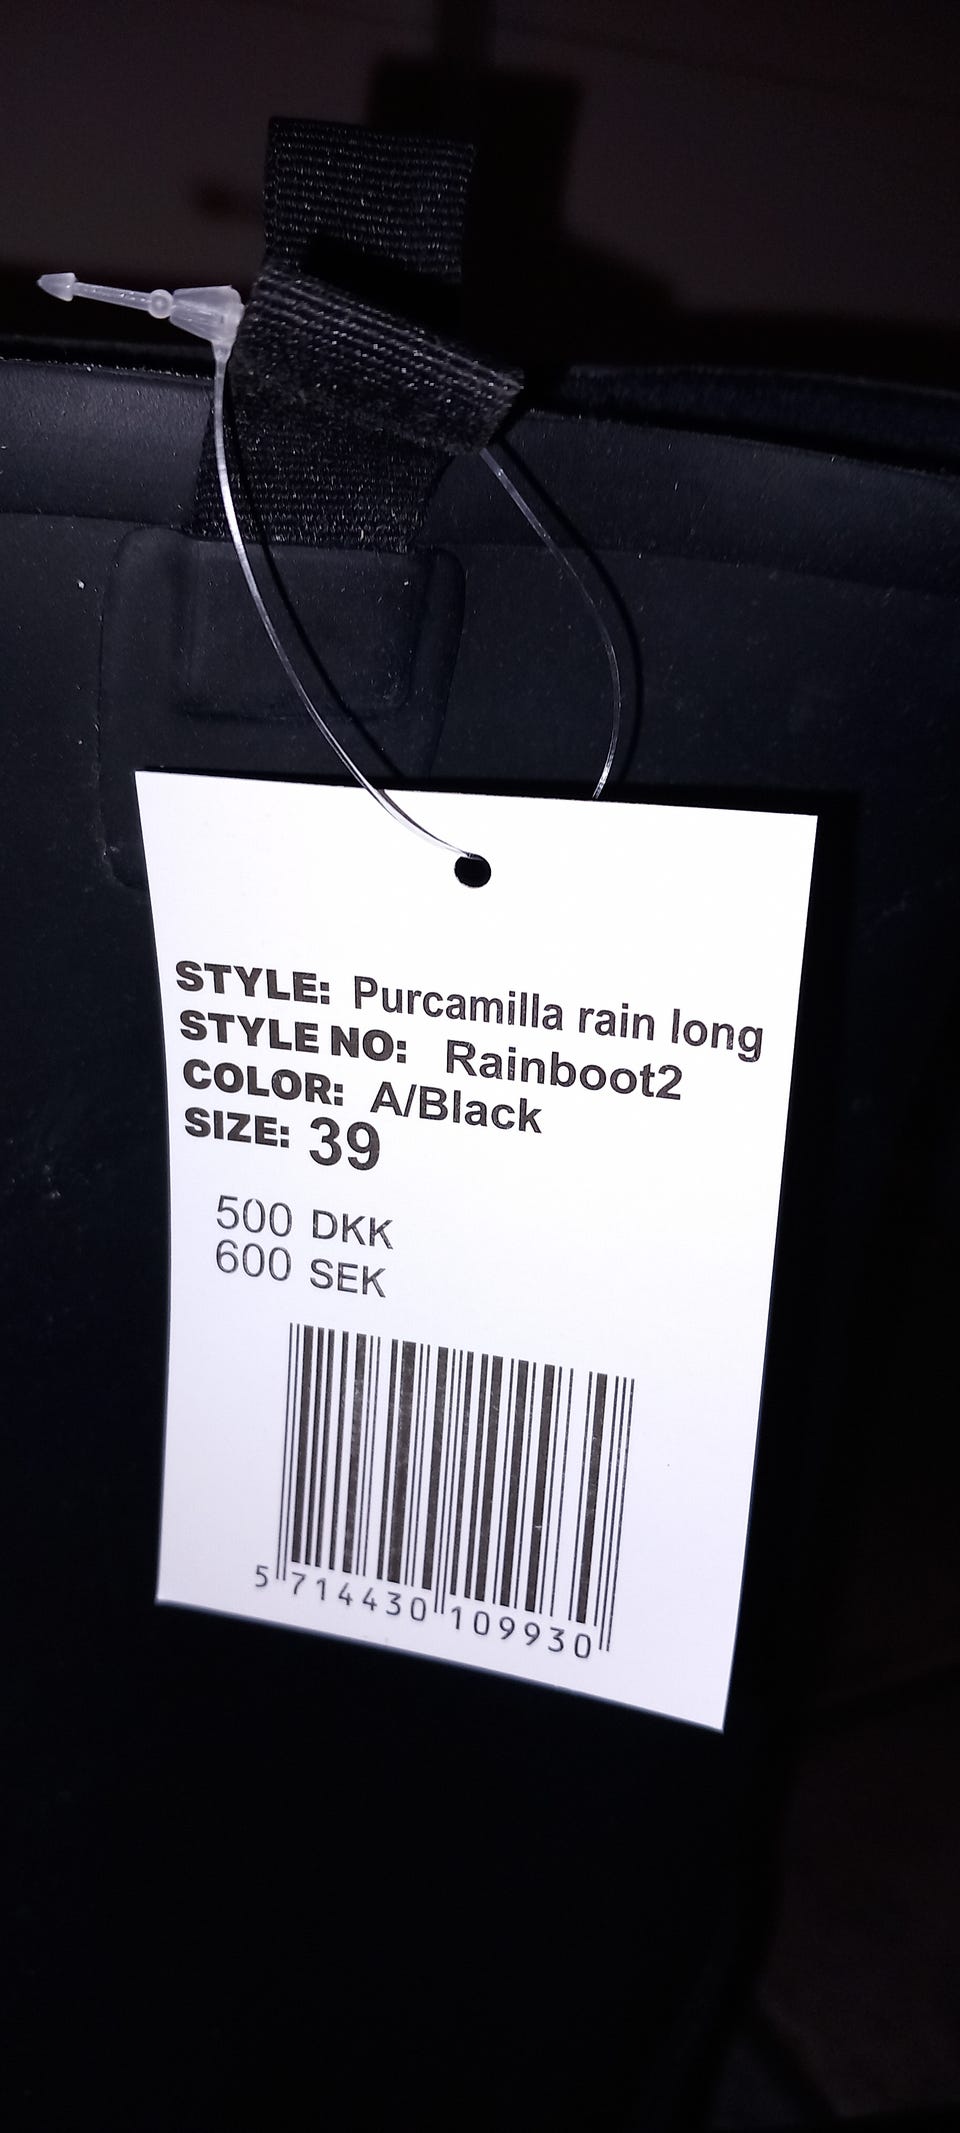 STYLE: Purcamilla rain long
STYLE NO: Rainboot2
COLOR: A/Black
SIZE: 39
500 DKK
600 SEK
5 714430 109930